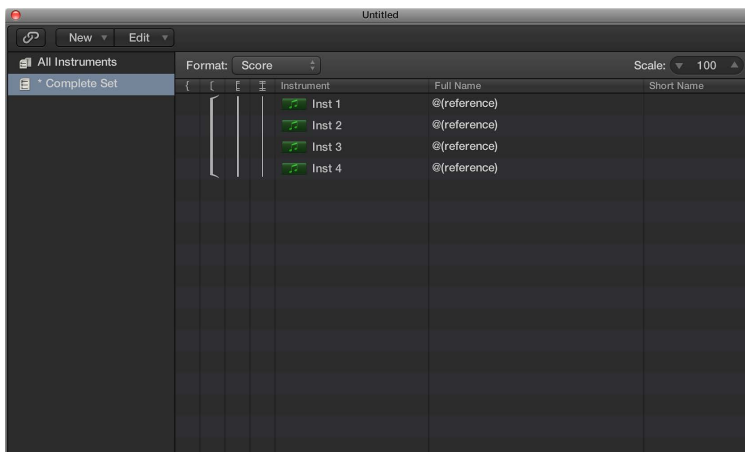 Untitled
New Edit
All Instruments
* Complete Set
Format: Score Scale: 100
{ [ Instrument Full Name Short Name
Inst 1 @(reference)
Inst 2 @(reference)
Inst 3 @(reference)
Inst 4 @(reference)